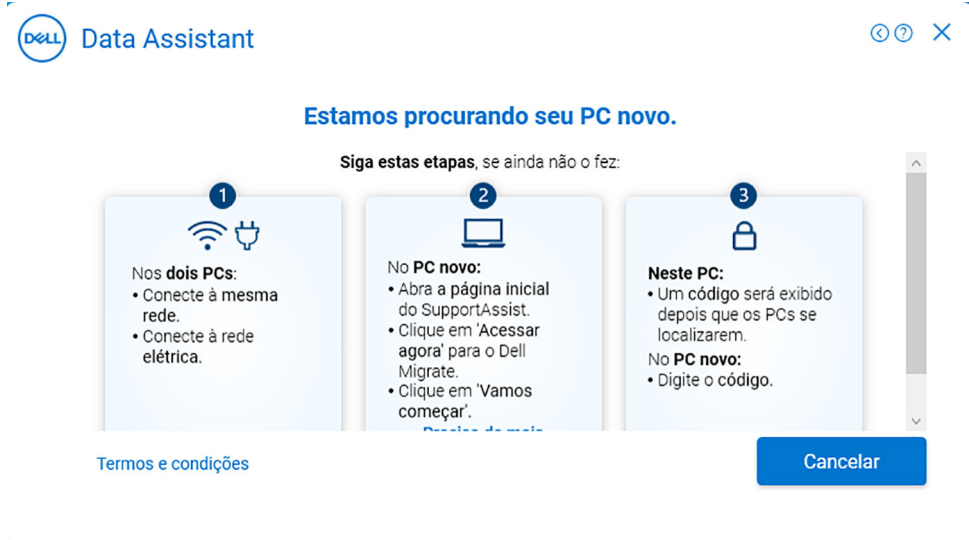 DELL
Data Assistant
Estamos procurando seu PC novo.
Siga estas etapas, se ainda não o fez:
1
Nos dois PCs:
• Conecte à mesma
rede.
• Conecte à rede
elétrica.
2
No PC novo:
• Abra a página inicial
do SupportAssist.
• Clique em 'Acessar
agora' para o Dell
Migrate.
• Clique em 'Vamos
começar'.
3
Neste PC:
• Um código será exibido
depois que os PCs se
localizarem.
No PC novo:
• Digite o código.
Termos e condições
Cancelar